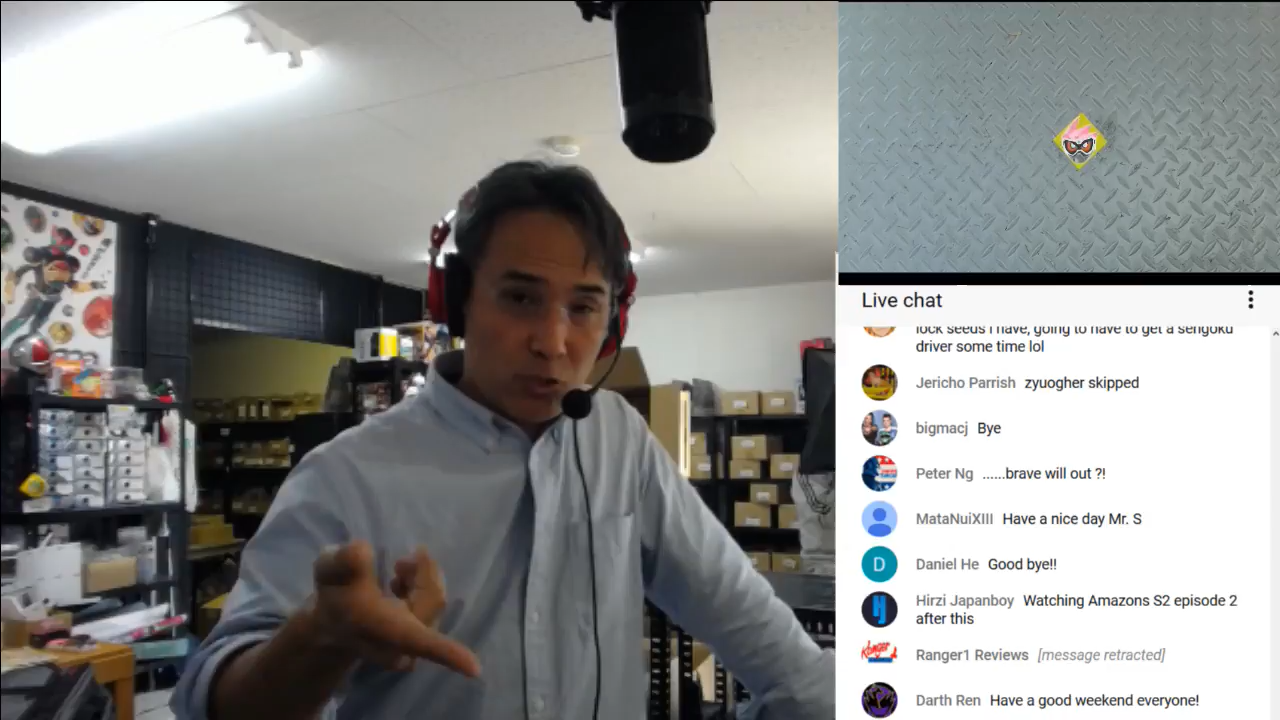 Live chat
lock seeds i have, going to have to get a sengoku
driver some time lol
Jericho Parrish zyuogher skipped
bigmacj Bye
Peter Ng ......brave will out ?!
MataNuiXIII Have a nice day Mr. S
D
Daniel He Good bye!!
HJ
Hirzi Japanboy Watching Amazons S2 episode 2
after this
Ranger1 Reviews [message retracted]
Darth Ren Have a good weekend everyone!